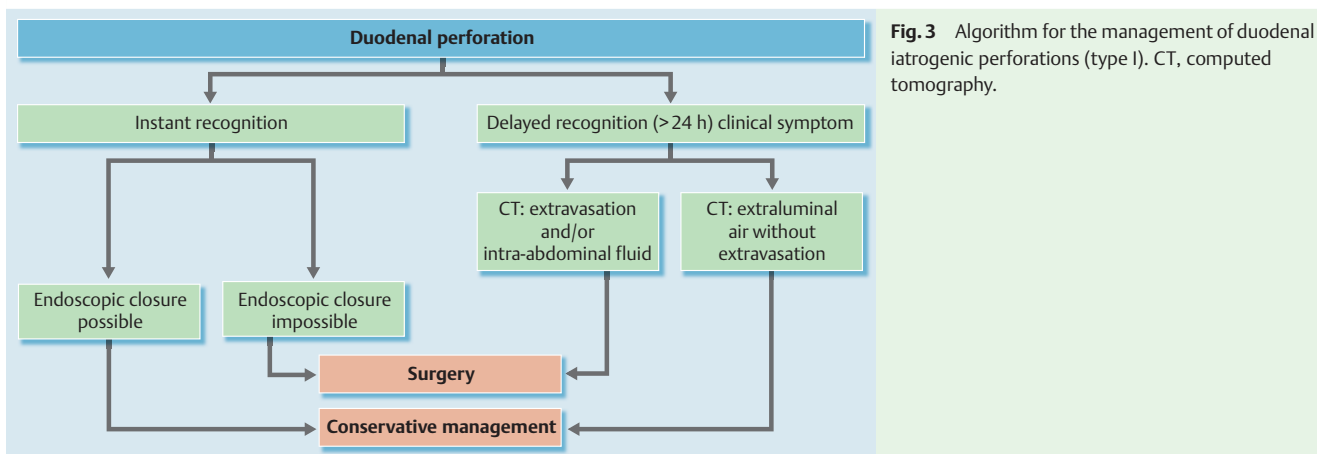 Duodenal perforation
Instant recognition
Delayed recognition (>24 h) clinical symptom
CT: extravasation
and/or
intra-abdominal fluid
CT: extraluminal
air without
extravasation
Endoscopic closure
possible
Endoscopic closure
impossible
Surgery
Conservative management
Fig. 3 Algorithm for the management of duodenal
iatrogenic perforations (type I). CT, computed
tomography.